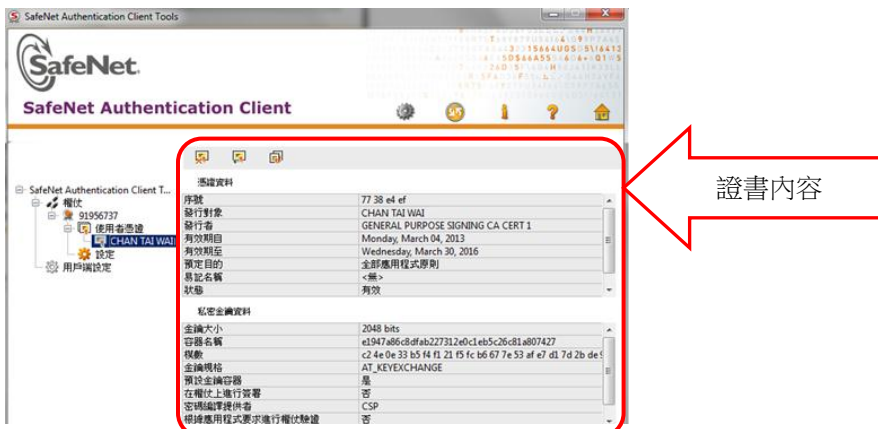 SafeNet Authentication Client Tools
SafeNet.
SafeNet Authentication Client
SafeNet Authentication Client T...
權仗
91956737
使用者憑證
CHAN TAI WAI
設定
用戶端設定
憑證資料
序號 77 38 e4 ef
發行對象 CHAN TAI WAI
發行者 GENERAL PURPOSE SIGNING CA CERT 1
有效期自 Monday, March 04, 2013
有效期至 Wednesday, March 30, 2016
預定目的 全部應用程式原則
易記名稱 <無>
狀態 有效
私密金鑰資料
金鑰大小 2048 bits
容器名稱 e1947a86c8dfab227312e0c1eb5c26c81a807427
模數 c2 4e 0e 33 b5 f4 f1 21 f5 fc b6 67 7e 53 af e7 d1 7d 2b de
金鑰規格 AT_KEYEXCHANGE
預設金鑰容器 是
在權仗上進行簽署 否
密碼編譯提供者 CSP
根據應用程式要求進行權仗驗證 否
證書內容